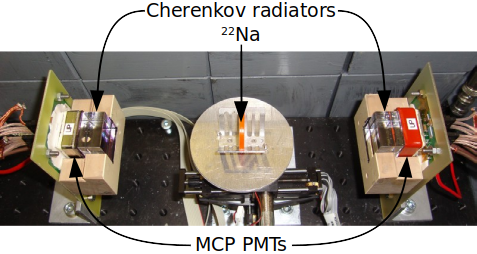 Cherenkov radiators
²²Na
MCP PMTs